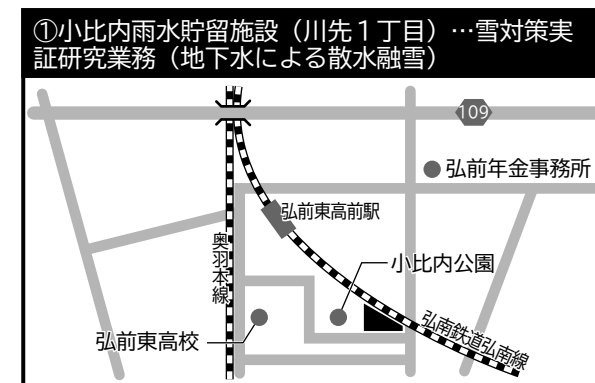 ①小比内雨水貯留施設（川先１丁目）…雪対策実
証研究業務（地下水による散水融雪）
109
弘前年金事務所
弘前東高前駅
奥羽本線
小比内公園
弘前東高校
弘南鉄道弘南線